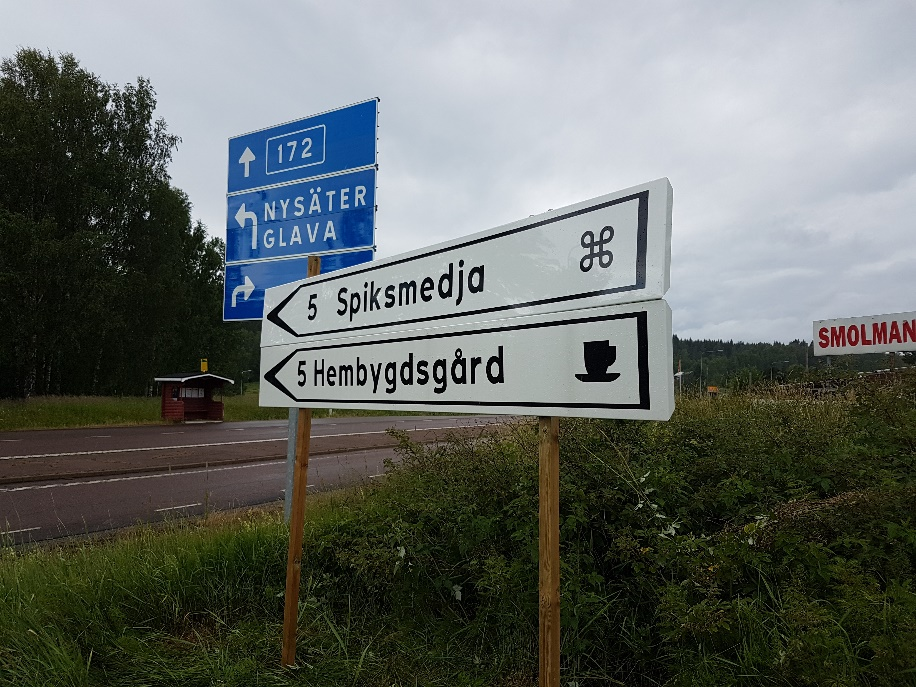 172
NYSÄTER
GLAVA
5 Spiksmedja
5 Hembygdsgård
SMOLMAN